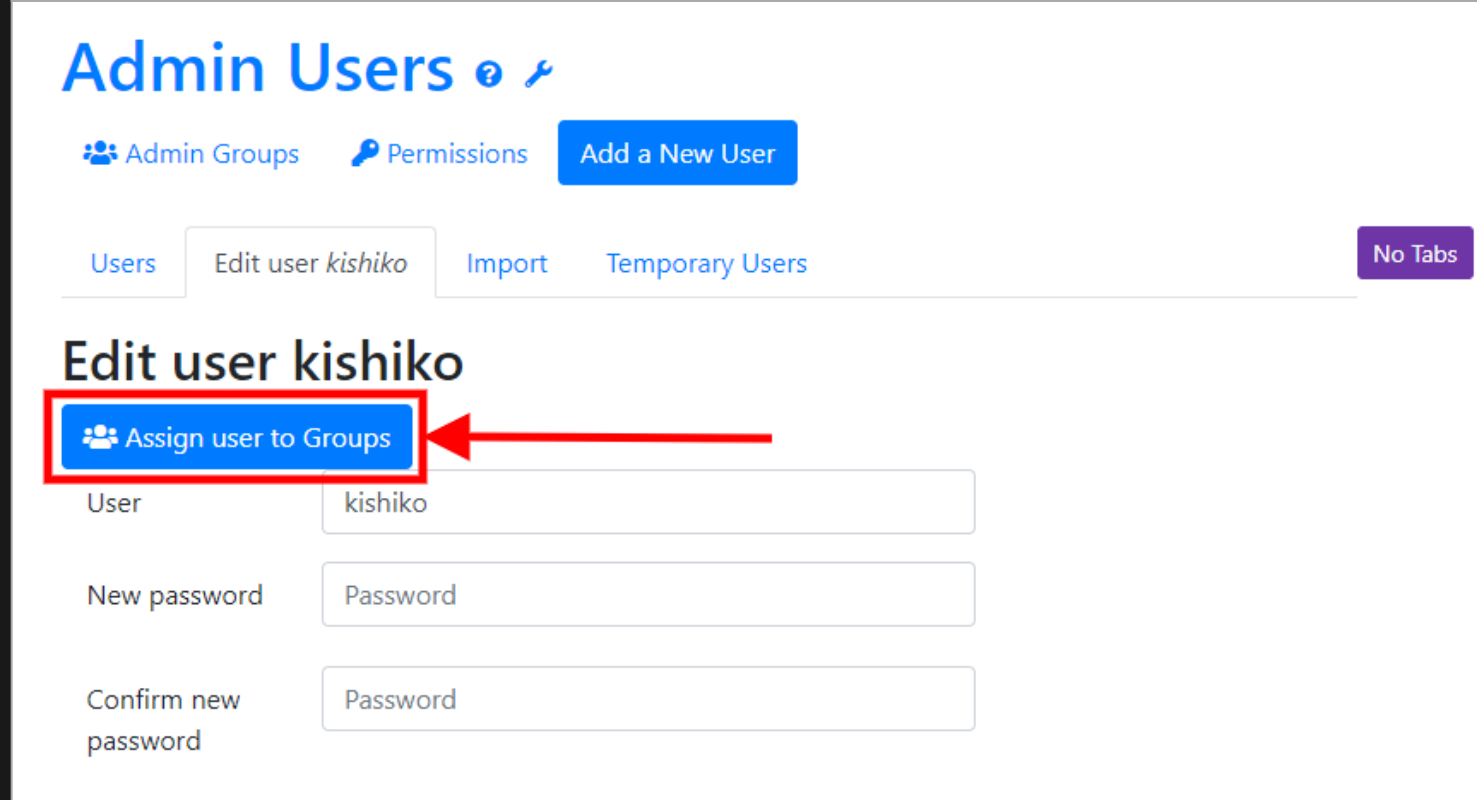 Admin Users
Admin Groups Permissions Add a New User
Users Edit user kishiko Import Temporary Users No Tabs
Edit user kishiko
Assign user to Groups
User kishiko
New password Password
Confirm new Password
password